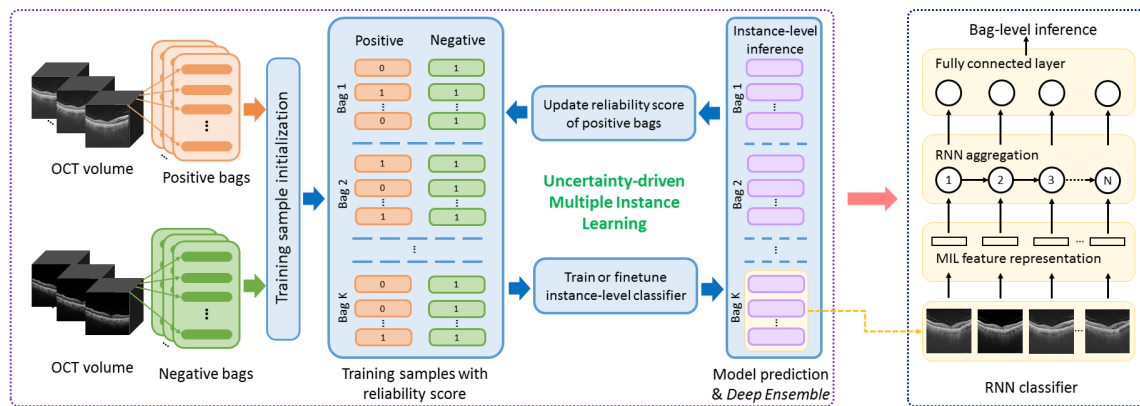 OCT volume
Positive bags
OCT volume
Negative bags
Training sample initialization
Positive Negative
Bag 1
0 1
1 1
0 1
Bag 2
1 1
0 1
1 1
Bag K
0 1
0 1
1 1
Training samples with
reliability score
Update reliability score
of positive bags
Uncertainty-driven
Multiple Instance
Learning
Train or finetune
instance-level classifier
Instance-level
inference
Bag 1
Bag 2
Bag K
Model prediction
& Deep Ensemble
Bag-level inference
Fully connected layer
RNN aggregation
1 2 3 N
MIL feature representation
RNN classifier